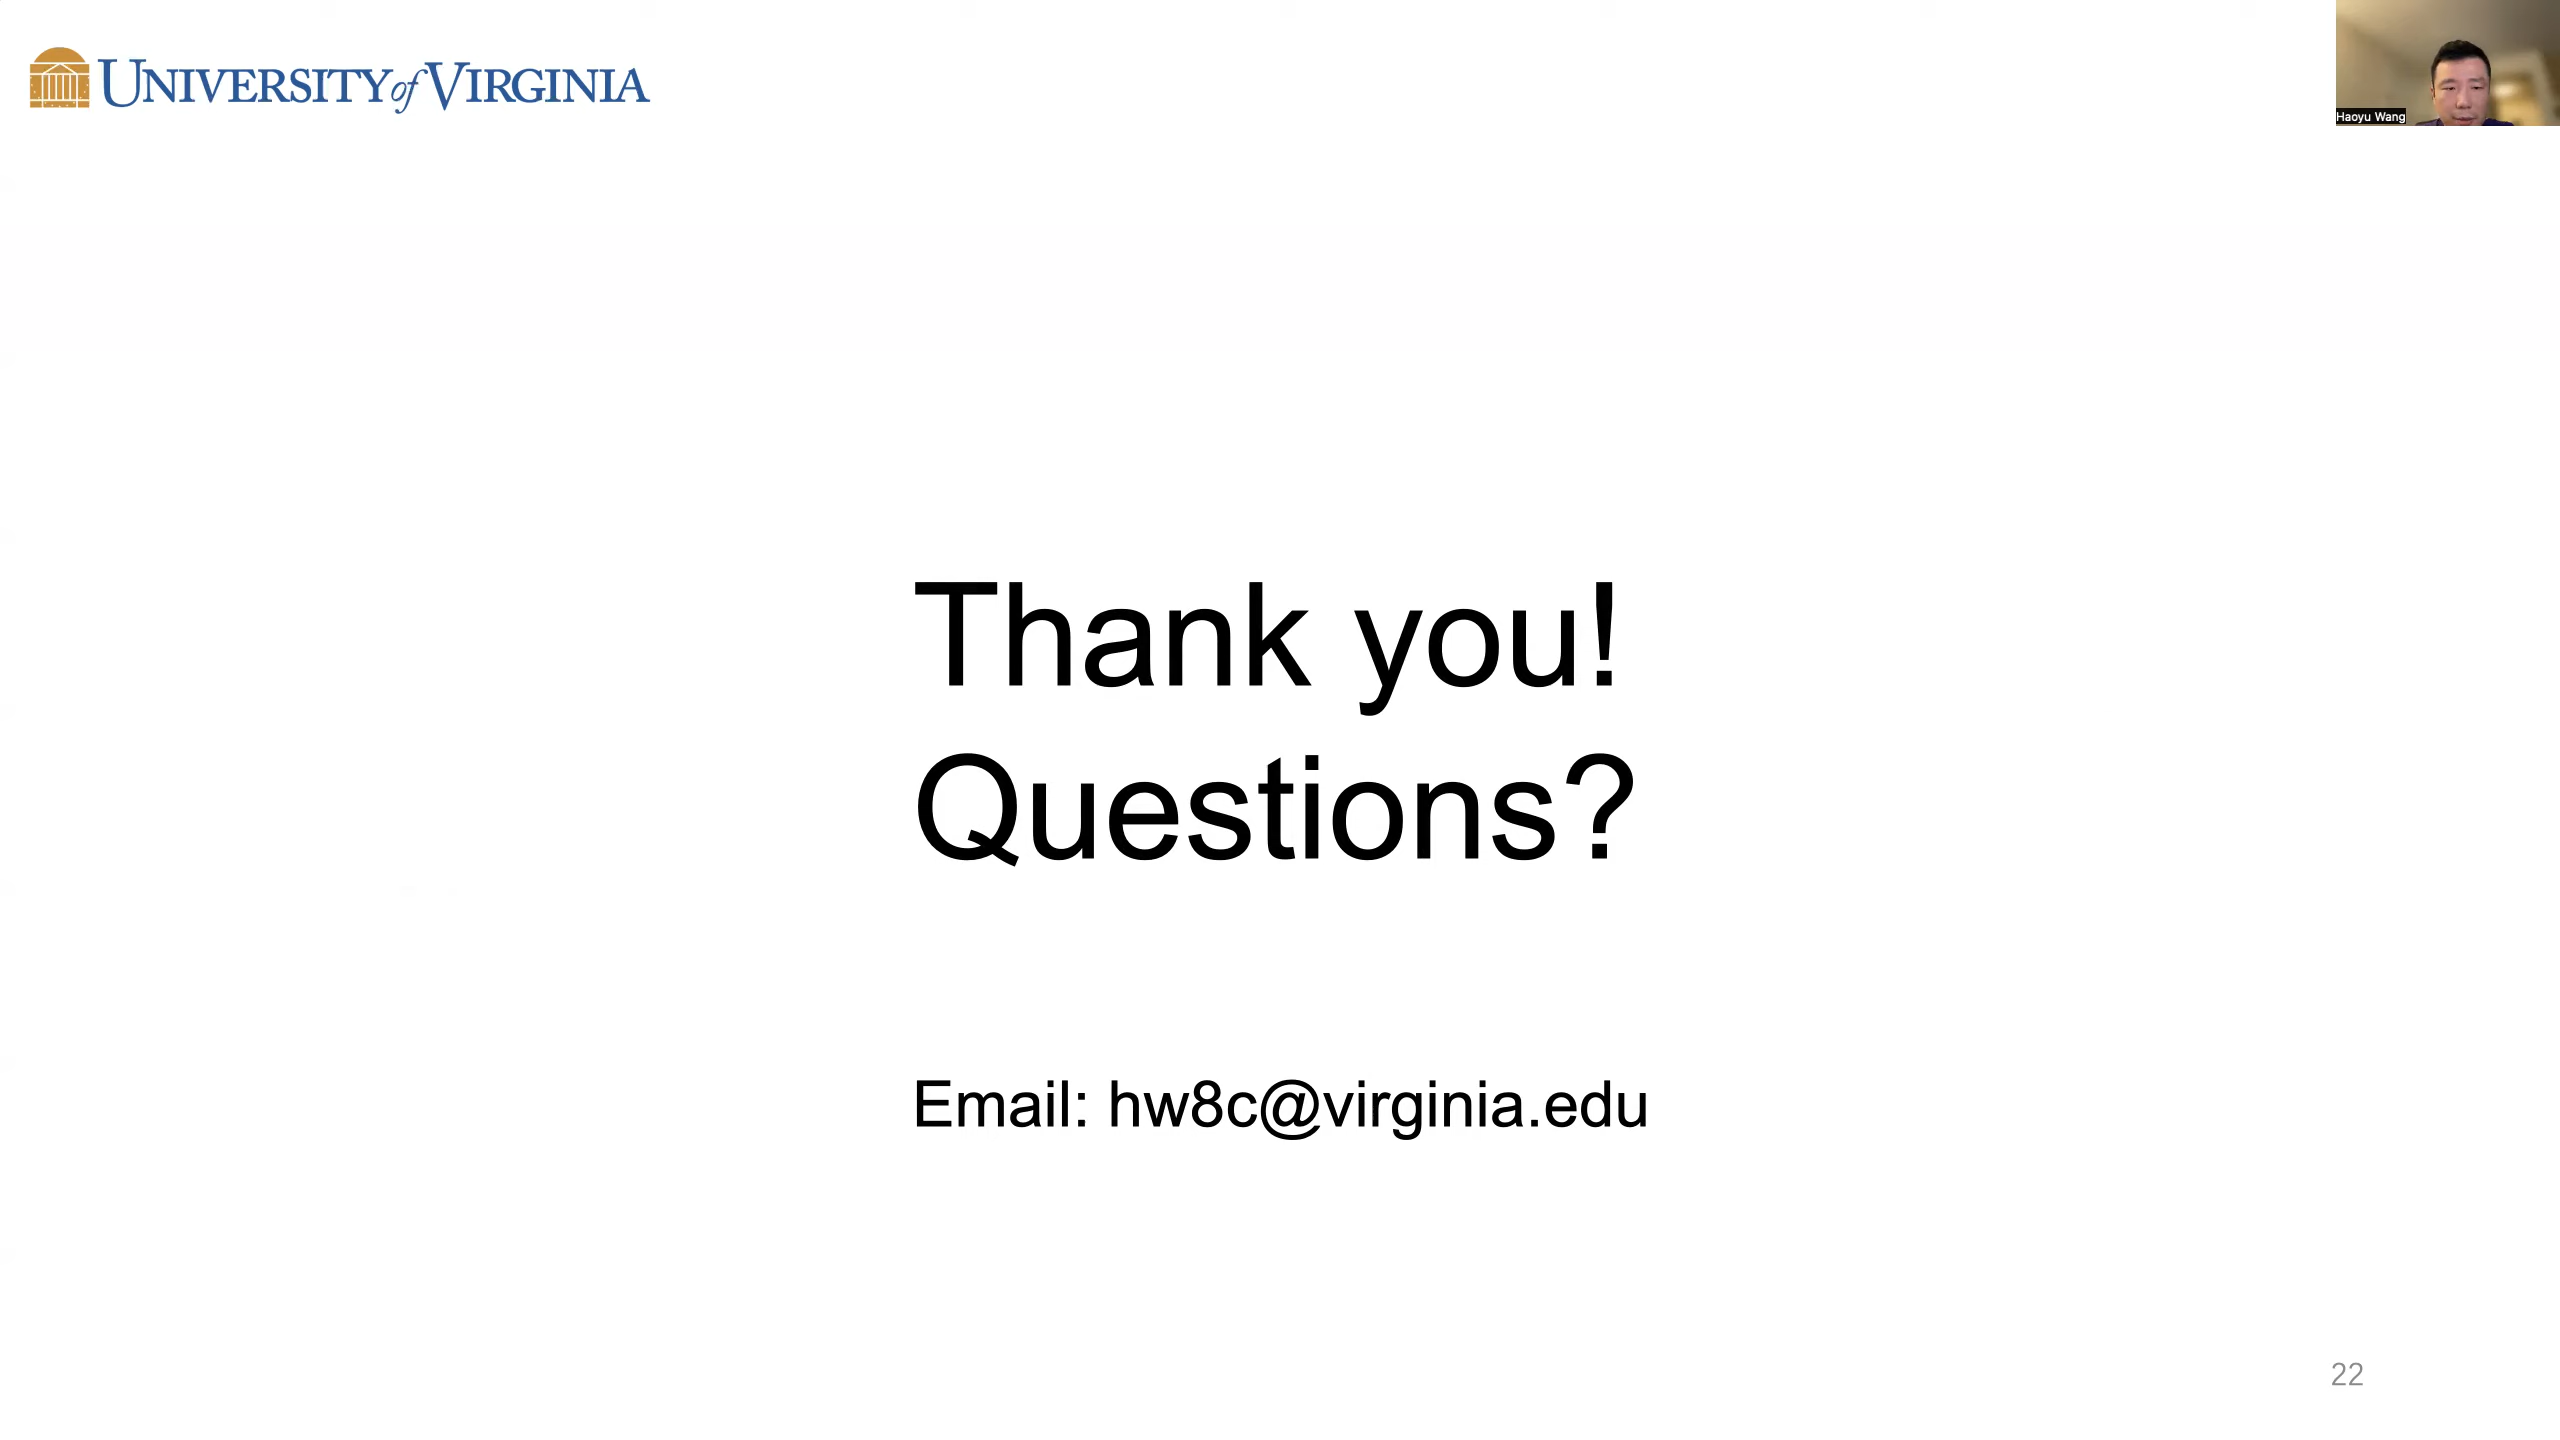 UNIVERSITY of VIRGINIA
Haoyu Wang
Thank you!
Questions?
Email: hw8c@virginia.edu
22